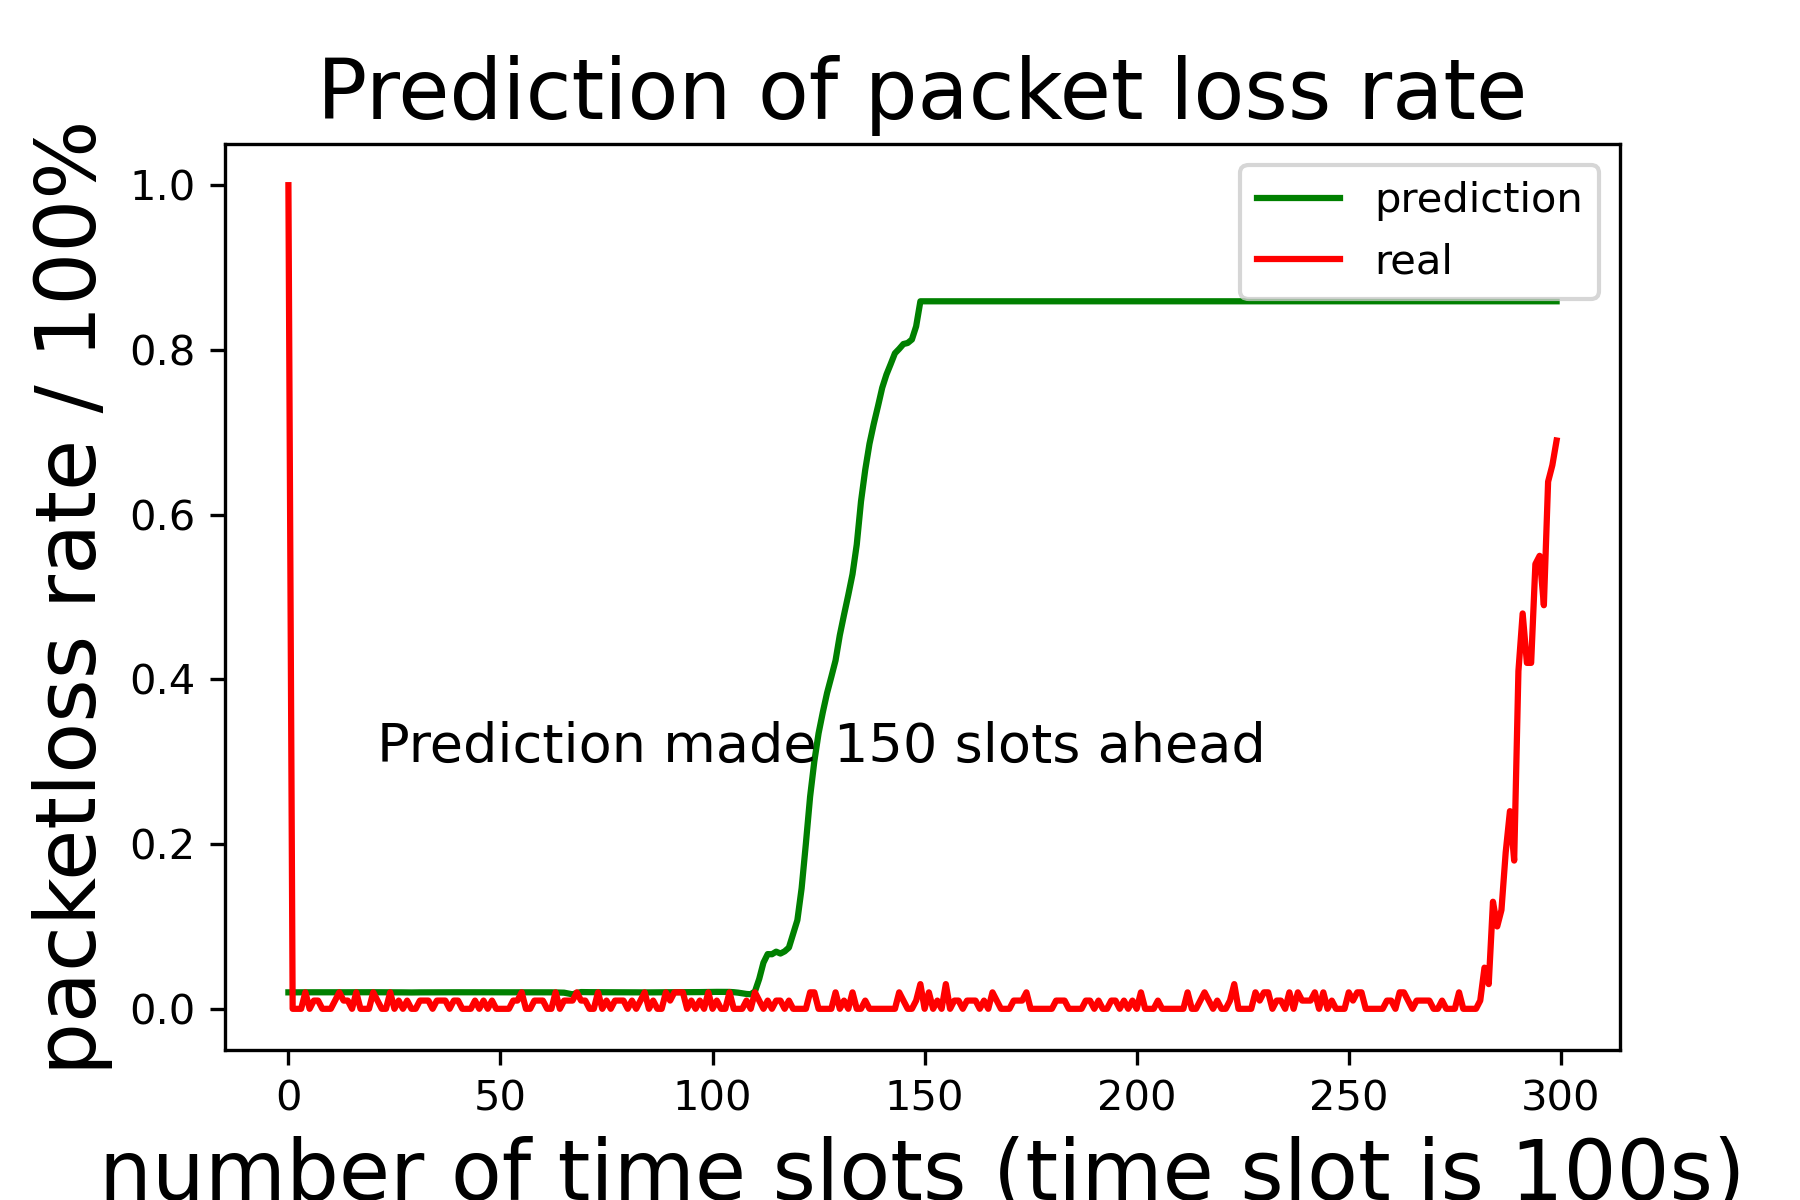 Prediction of packet loss rate
packetloss rate / 100%
1.0
0.8
0.6
0.4
0.2
0.0
prediction
real
Prediction made 150 slots ahead
0 50 100 150 200 250 300
number of time slots (time slot is 100s)